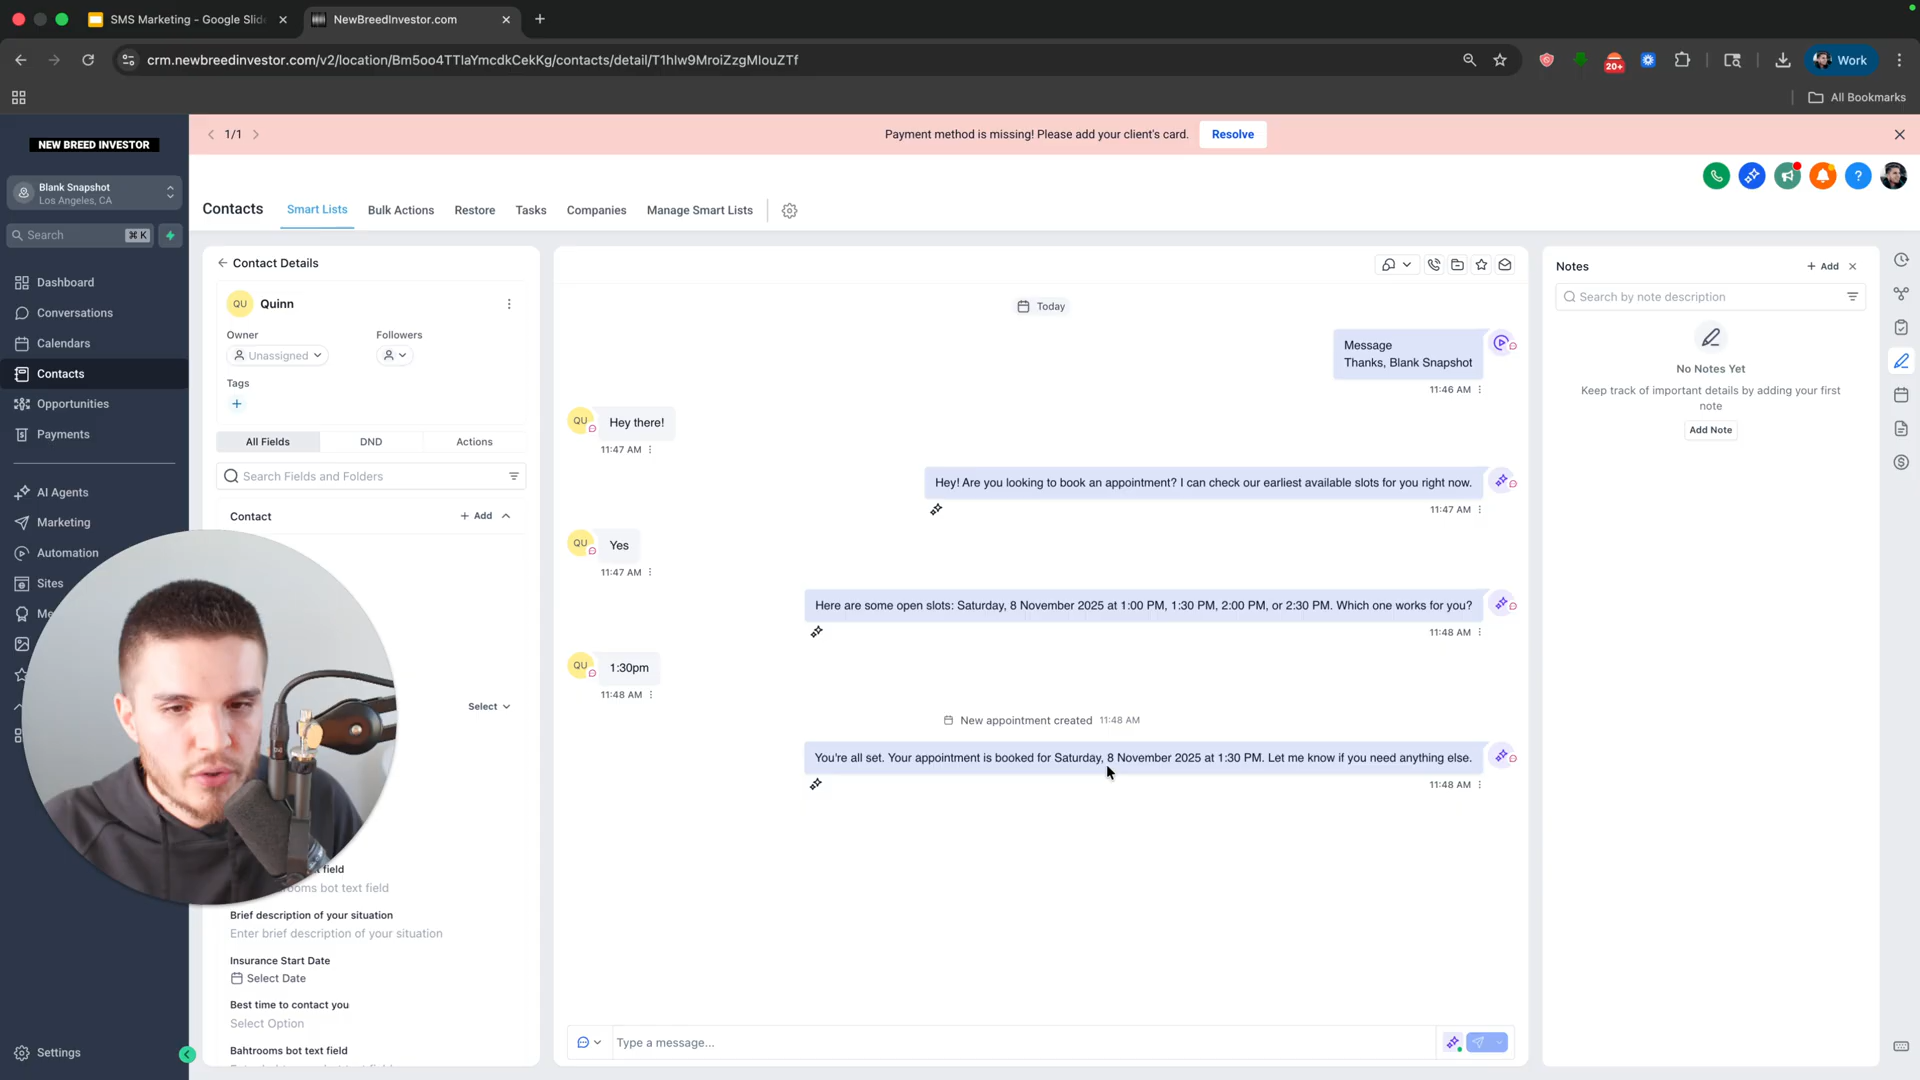 SMS Marketing - Google Slid
NewBreedInvestor.com
crm.newbreedinvestor.com/v2/location/Bm5oo4TTlaYmcdkCekKg/contacts/detail/T1hlw9MroiZzgMIouZTf
20+
Work
All Bookmarks
1/1
Payment method is missing! Please add your client's card.
Resolve
NEW BREED INVESTOR
Blank Snapshot
Los Angeles, CA
Search
⌘ K
Dashboard
Conversations
Calendars
Contacts
Opportunities
Payments
AI Agents
Marketing
Automation
Sites
Settings
Contacts
Smart Lists
Bulk Actions
Restore
Tasks
Companies
Manage Smart Lists
?
Contact Details
QU
Quinn
Owner
Followers
Unassigned
Tags
All Fields
DND
Actions
Search Fields and Folders
Contact
+ Add
Select
field
ooms bot text field
Brief description of your situation
Enter brief description of your situation
Insurance Start Date
Select Date
Best time to contact you
Select Option
Bahtrooms bot text field
Today
Message
Thanks, Blank Snapshot
11:46 AM
QU
Hey there!
11:47 AM
Hey! Are you looking to book an appointment? I can check our earliest available slots for you right now.
11:47 AM
QU
Yes
11:47 AM
Here are some open slots: Saturday, 8 November 2025 at 1:00 PM, 1:30 PM, 2:00 PM, or 2:30 PM. Which one works for you?
11:48 AM
QU
1:30pm
11:48 AM
New appointment created 11:48 AM
You're all set. Your appointment is booked for Saturday, 8 November 2025 at 1:30 PM. Let me know if you need anything else.
11:48 AM
Type a message...
Notes
+ Add
Search by note description
No Notes Yet
Keep track of important details by adding your first
note
Add Note